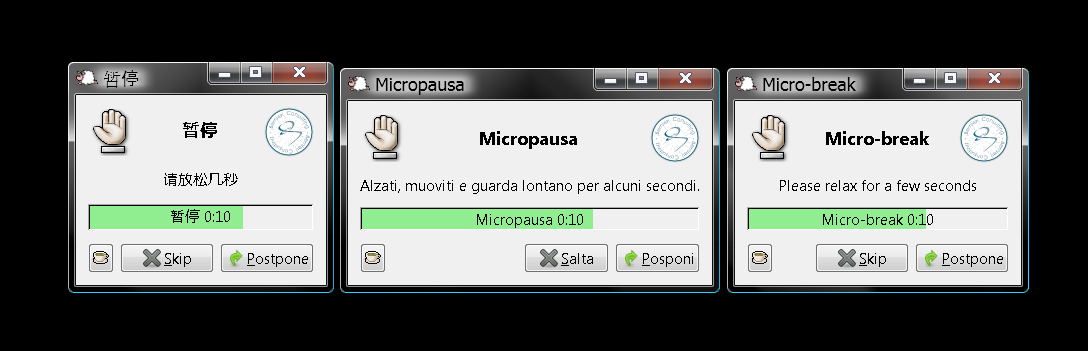 暂停
暂停
请放松几秒
暂停 0:10
Skip
Postpone
Micropausa
Micropausa
Alzati, muoviti e guarda lontano per alcuni secondi.
Micropausa 0:10
Salta
Posponi
Micro-break
Micro-break
Please relax for a few seconds
Micro-break 0:10
Skip
Postpone